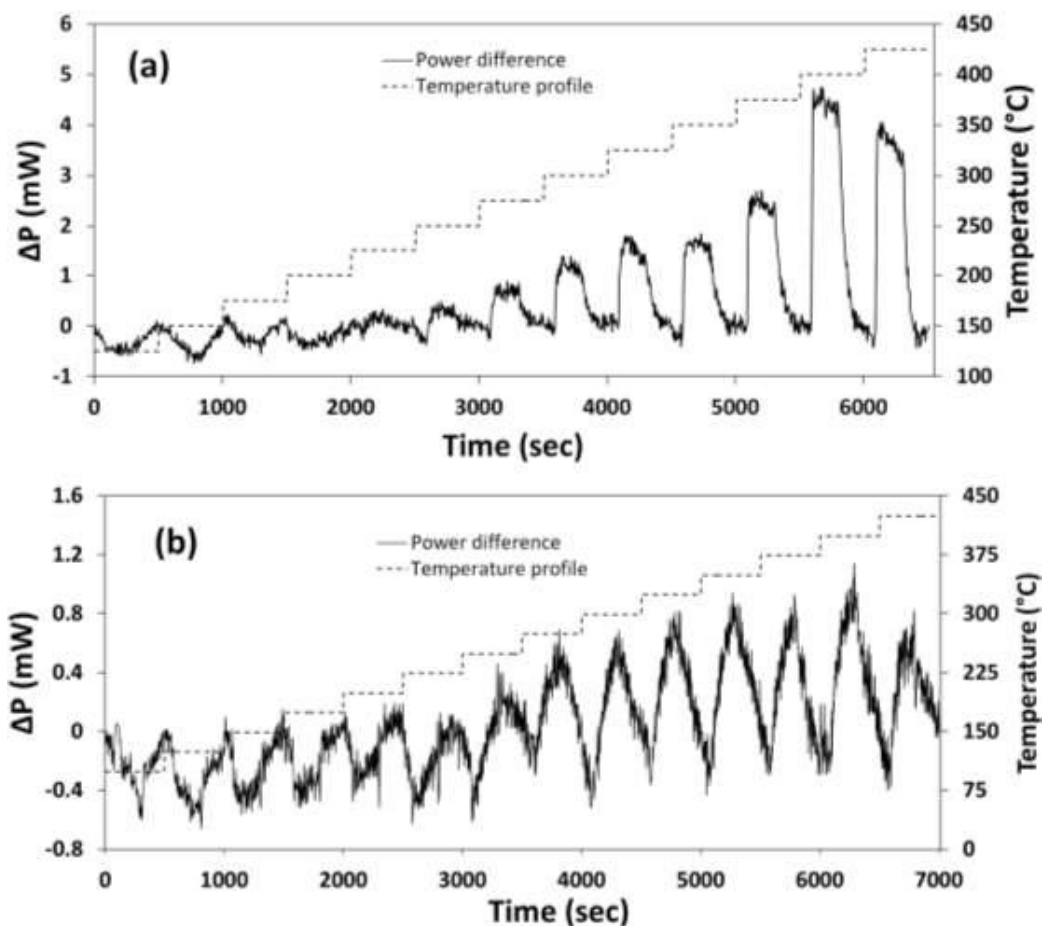 (a)
Power difference
Temperature profile
6
5
4
3
2
1
0
-1
ΔP (mW)
450
400
350
300
250
200
150
100
Temperature (°C)
0 1000 2000 3000 4000 5000 6000
Time (sec)
(b)
Power difference
Temperature profile
1.6
1.2
0.8
0.4
0
-0.4
-0.8
ΔP (mW)
450
375
300
225
150
75
0
Temperature (°C)
0 1000 2000 3000 4000 5000 6000 7000
Time (sec)